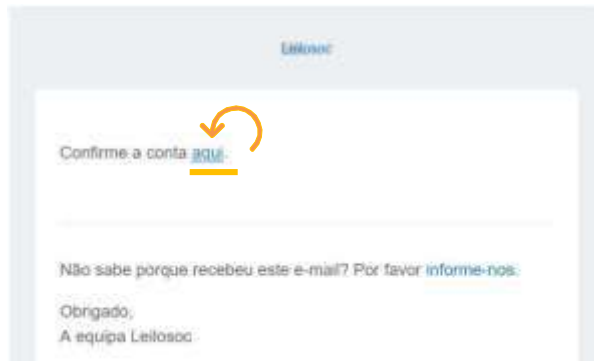 Leilosoc
Confirme a conta aqui.
Não sabe porque recebeu este e-mail? Por favor informe-nos.
Obrigado,
A equipa Leilosoc